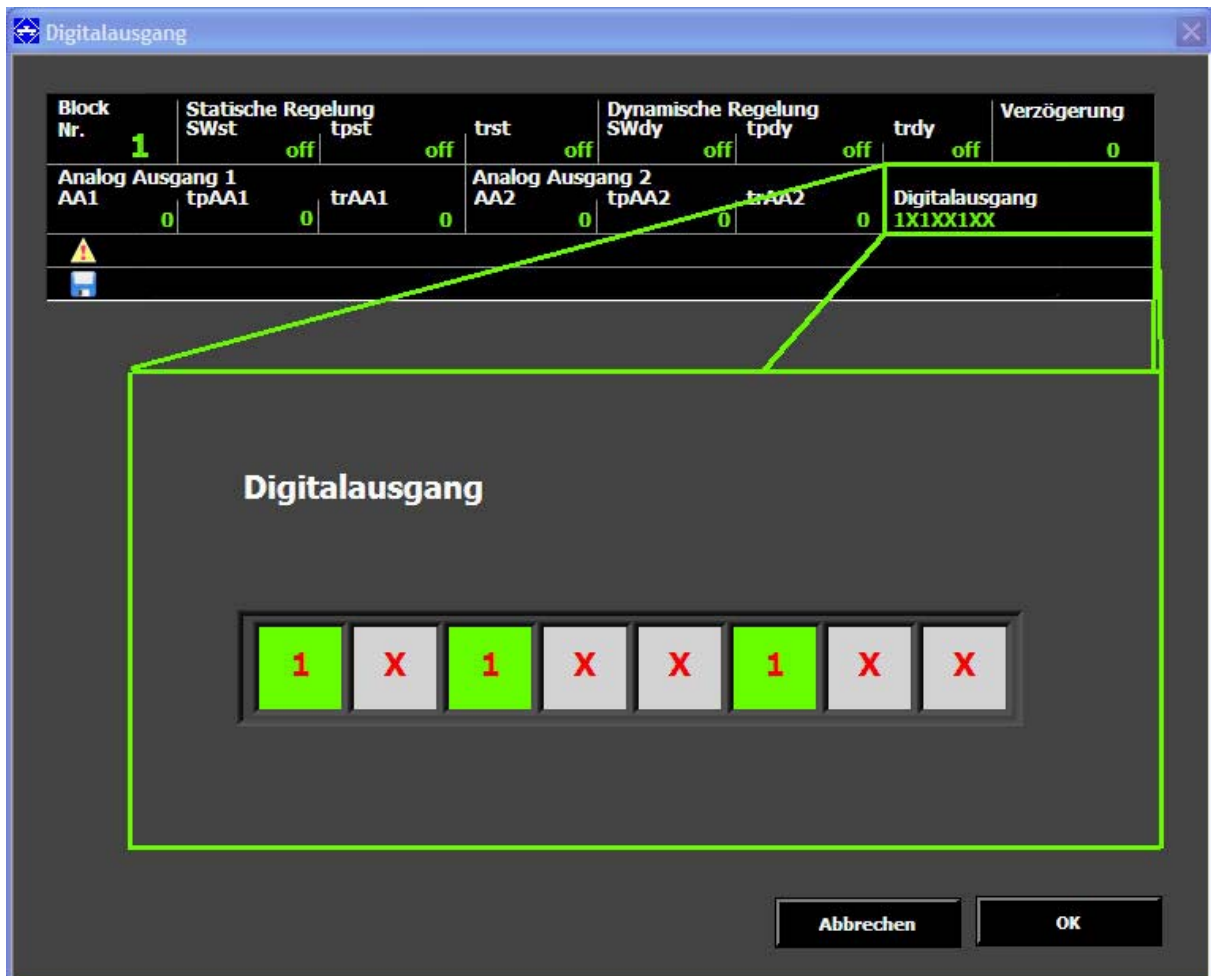 Digitalausgang
Block Statische Regelung Dynamische Regelung Verzögerung
Nr. SWst tpst trst SWdy tpdy trdy
1 off off off off off off 0
Analog Ausgang 1 Analog Ausgang 2
AA1 tpAA1 trAA1 AA2 tpAA2 trAA2 Digitalausgang
0 0 0 0 0 0 1X1XX1XX
Digitalausgang
1 X 1 X X 1 X X
Abbrechen OK